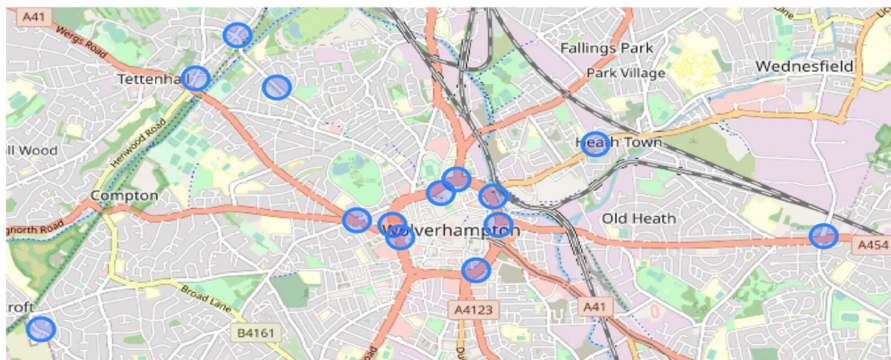 A41
Wergs Road
Fallings Park
Park Village
Wednesfield
Tettenhall
Henwood Road
Heath Town
ll Wood
Compton
gnorth Road
Wolverhampton
Old Heath
A454
Broad Lane
roft
B4161
A4123
A41